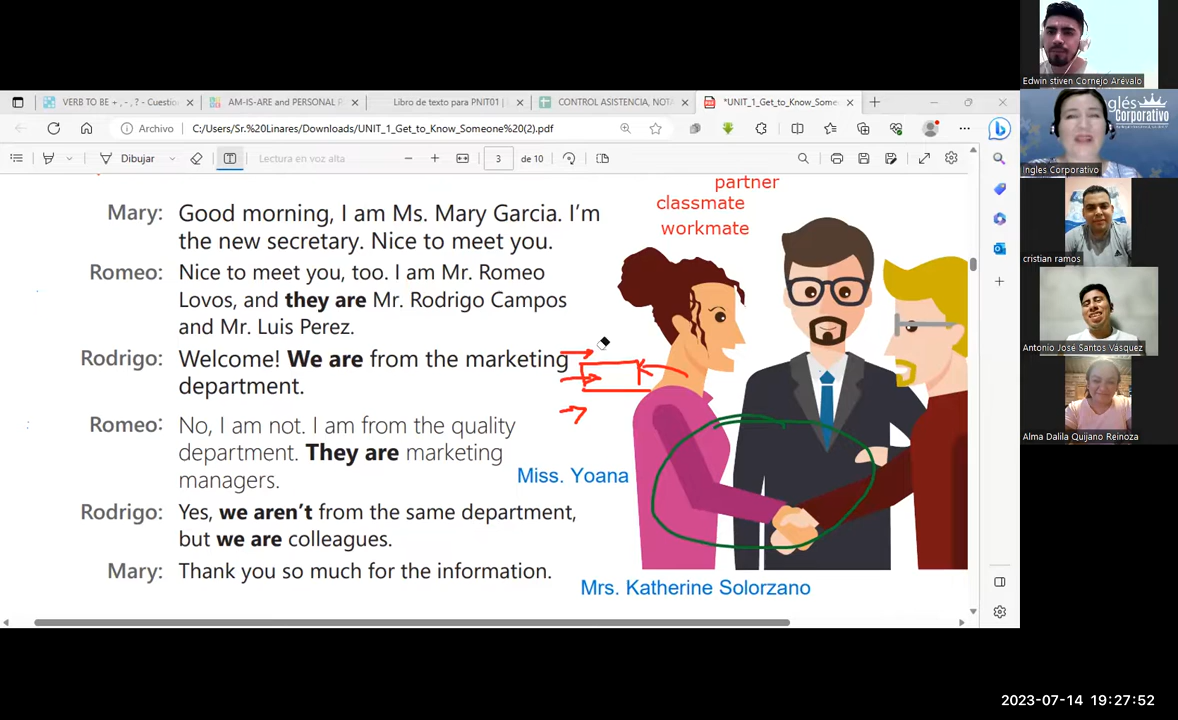 VERB TO BE + , - , ? - Cuestio
AM-IS-ARE and PERSONAL P
Libro de texto para PNIT01 |
CONTROL ASISTENCIA, NOTA
*UNIT_1_Get_to_Know_Some
Archivo
C:/Users/Sr.%20Linares/Downloads/UNIT_1_Get_to_Know_Someone%20(2).pdf
Dibujar
Lectura en voz alta
3
de 10
partner
classmate
workmate
Mary: Good morning, I am Ms. Mary Garcia. I'm
the new secretary. Nice to meet you.
Romeo: Nice to meet you, too. I am Mr. Romeo
Lovos, and they are Mr. Rodrigo Campos
and Mr. Luis Perez.
Rodrigo: Welcome! We are from the marketing
department.
Romeo: No, I am not. I am from the quality
department. They are marketing
managers.
Rodrigo: Yes, we aren't from the same department,
but we are colleagues.
Mary: Thank you so much for the information.
Miss. Yoana
Mrs. Katherine Solorzano
Edwin stiven Cornejo Arévalo
glés
Corporativo
Ingles Corporativo
cristian ramos
Antonio José Santos Vásquez
Alma Dalila Quijano Reinoza
2023-07-14 19:27:52